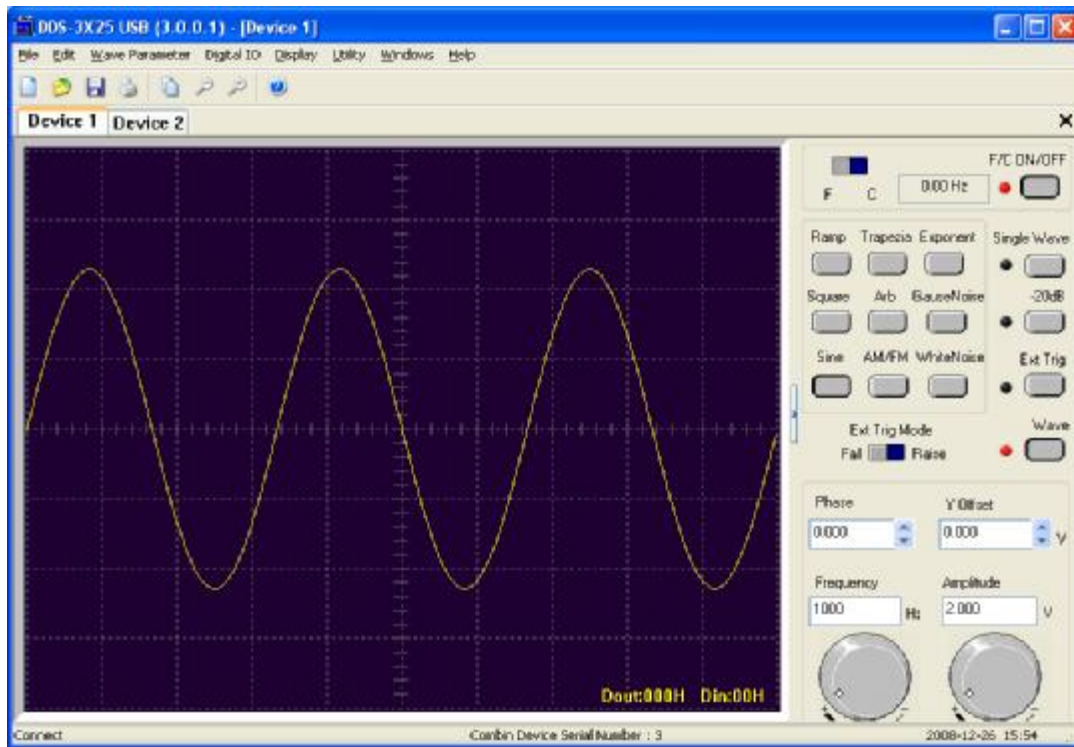 DDS-3X25 USB (3.0.0.1) - [Device 1]
File Edit Wave Parameter Digital IO Display Utility Windows Help
Device 1 Device 2
F/C ON/OFF
F C 0.00 Hz
Ramp Trapezia Exponent Single Wave
Square Arb GauseNoise -20dB
Sine AM/FM WhiteNoise Ext Trig
Ext Trig Mode Wave
Fall Raise
Phase Y Offset
0.000 0.000 V
Frequency Amplitude
1000 Hz 2.000 V
Dout:000H Din:00H
Connect Combin Device Serial Number : 3 2008-12-26 15:54